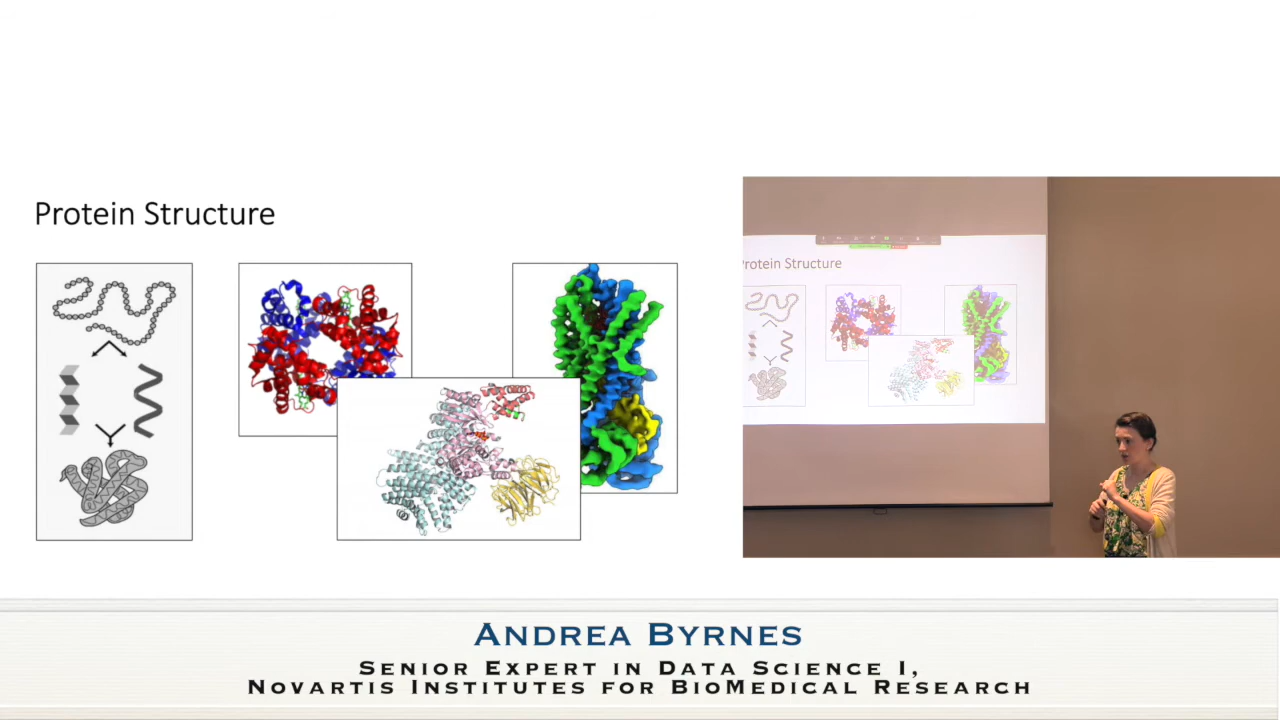 Protein Structure
Protein Structure
Andrea Byrnes
Senior Expert in Data Science I,
Novartis Institutes for BioMedical Research